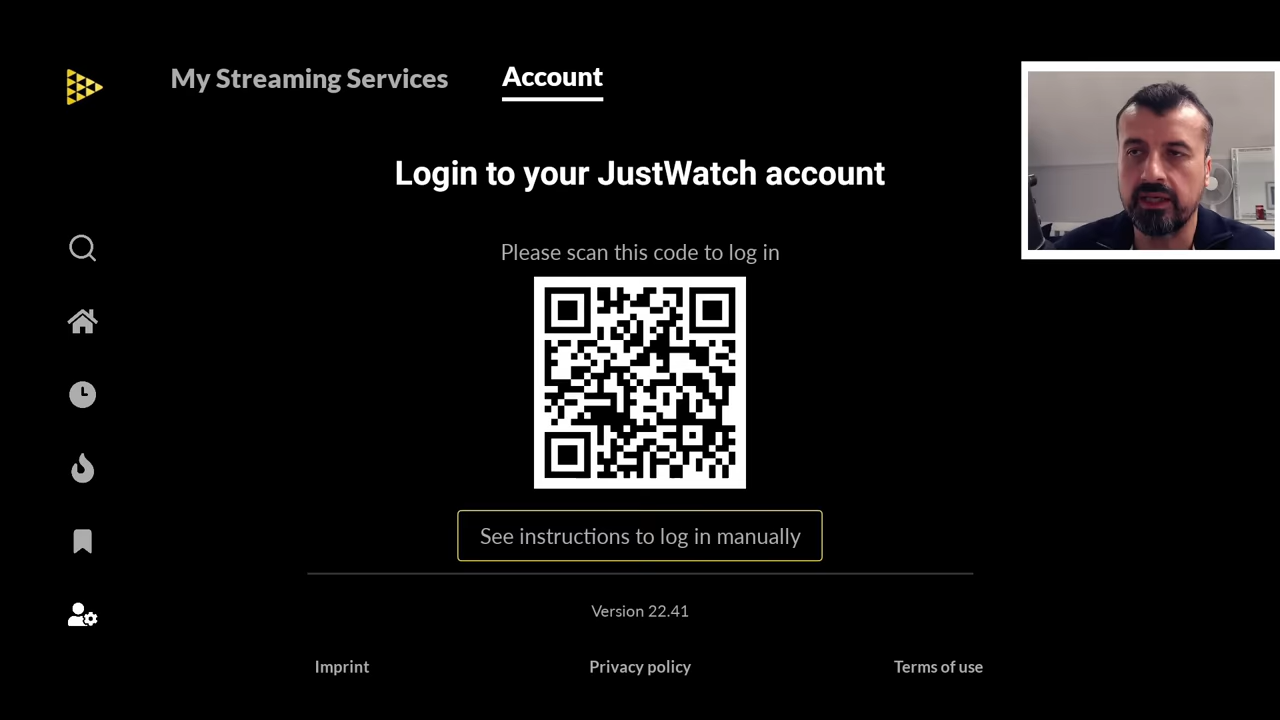 My Streaming Services
Account
Login to your JustWatch account
Please scan this code to log in
See instructions to log in manually
Version 22.41
Imprint
Privacy policy
Terms of use